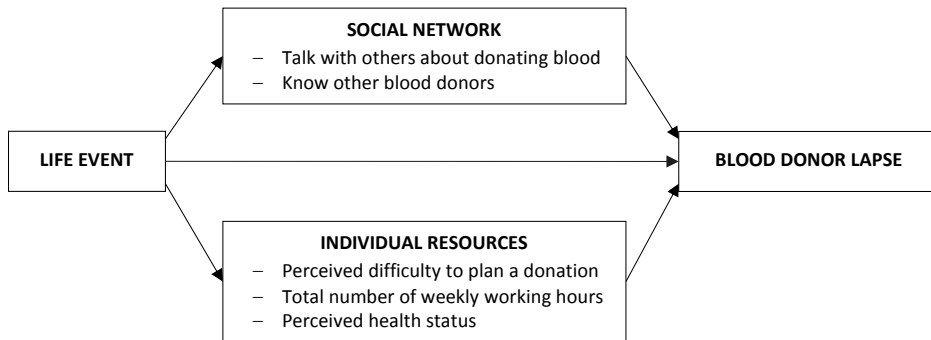 SOCIAL NETWORK
– Talk with others about donating blood
– Know other blood donors
LIFE EVENT
BLOOD DONOR LAPSE
INDIVIDUAL RESOURCES
– Perceived difficulty to plan a donation
– Total number of weekly working hours
– Perceived health status